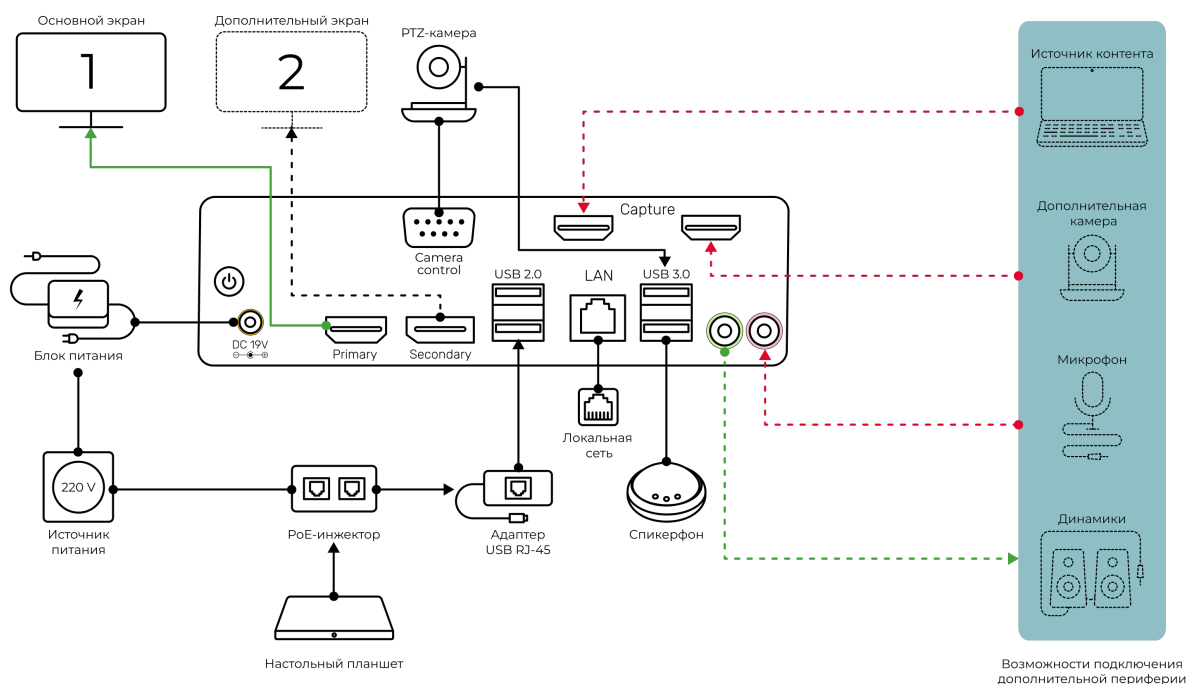 Основной экран
1
Дополнительный экран
2
PTZ-камера
Источник контента
Capture
Дополнительная
камера
Camera
control
USB 2.0
LAN
USB 3.0
DC 19V
Primary
Secondary
Блок питания
Микрофон
Локальная
сеть
220 V
Источник
питания
PoE-инжектор
Адаптер
USB RJ-45
Спикерфон
Динамики
Настольный планшет
Возможности подключения
дополнительной периферии